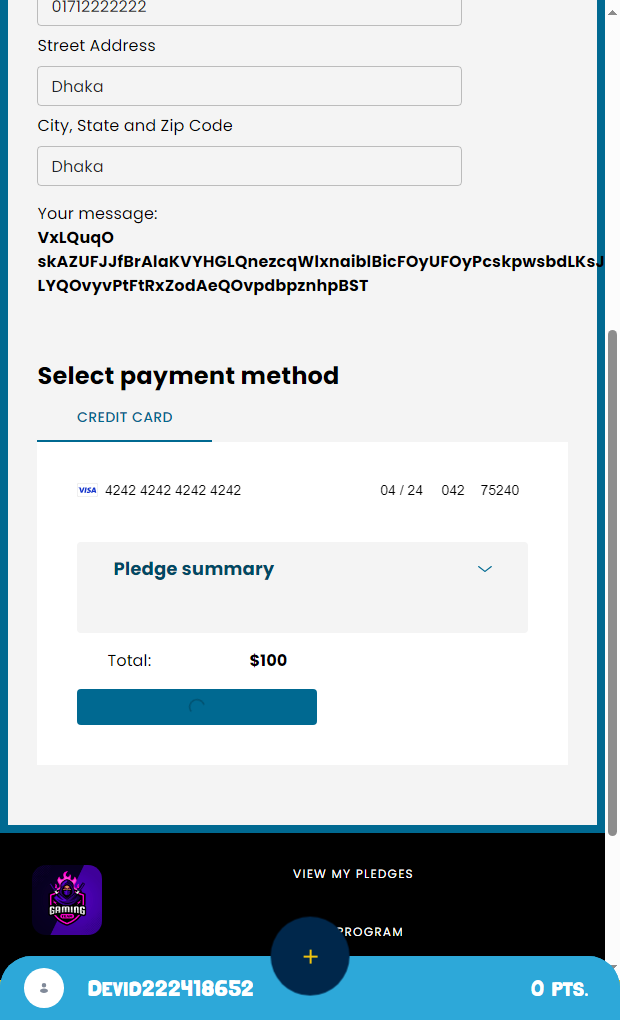 01712222222
Street Address
Dhaka
City, State and Zip Code
Dhaka
Your message:
VxLQuqO
skAZUFJJfBrAlaKVYHGLQnezcqWlxnaiblBicFOyUFOyPcskpwsbdLKsJ
LYQOvyvPtFtRxZodAeQOvpdbpznhpBST
Select payment method
CREDIT CARD
VISA 4242 4242 4242 4242 04 / 24 042 75240
Pledge summary
Total: $100
VIEW MY PLEDGES
GAMING
PROGRAM
+
Devid222418652 0 PTS.